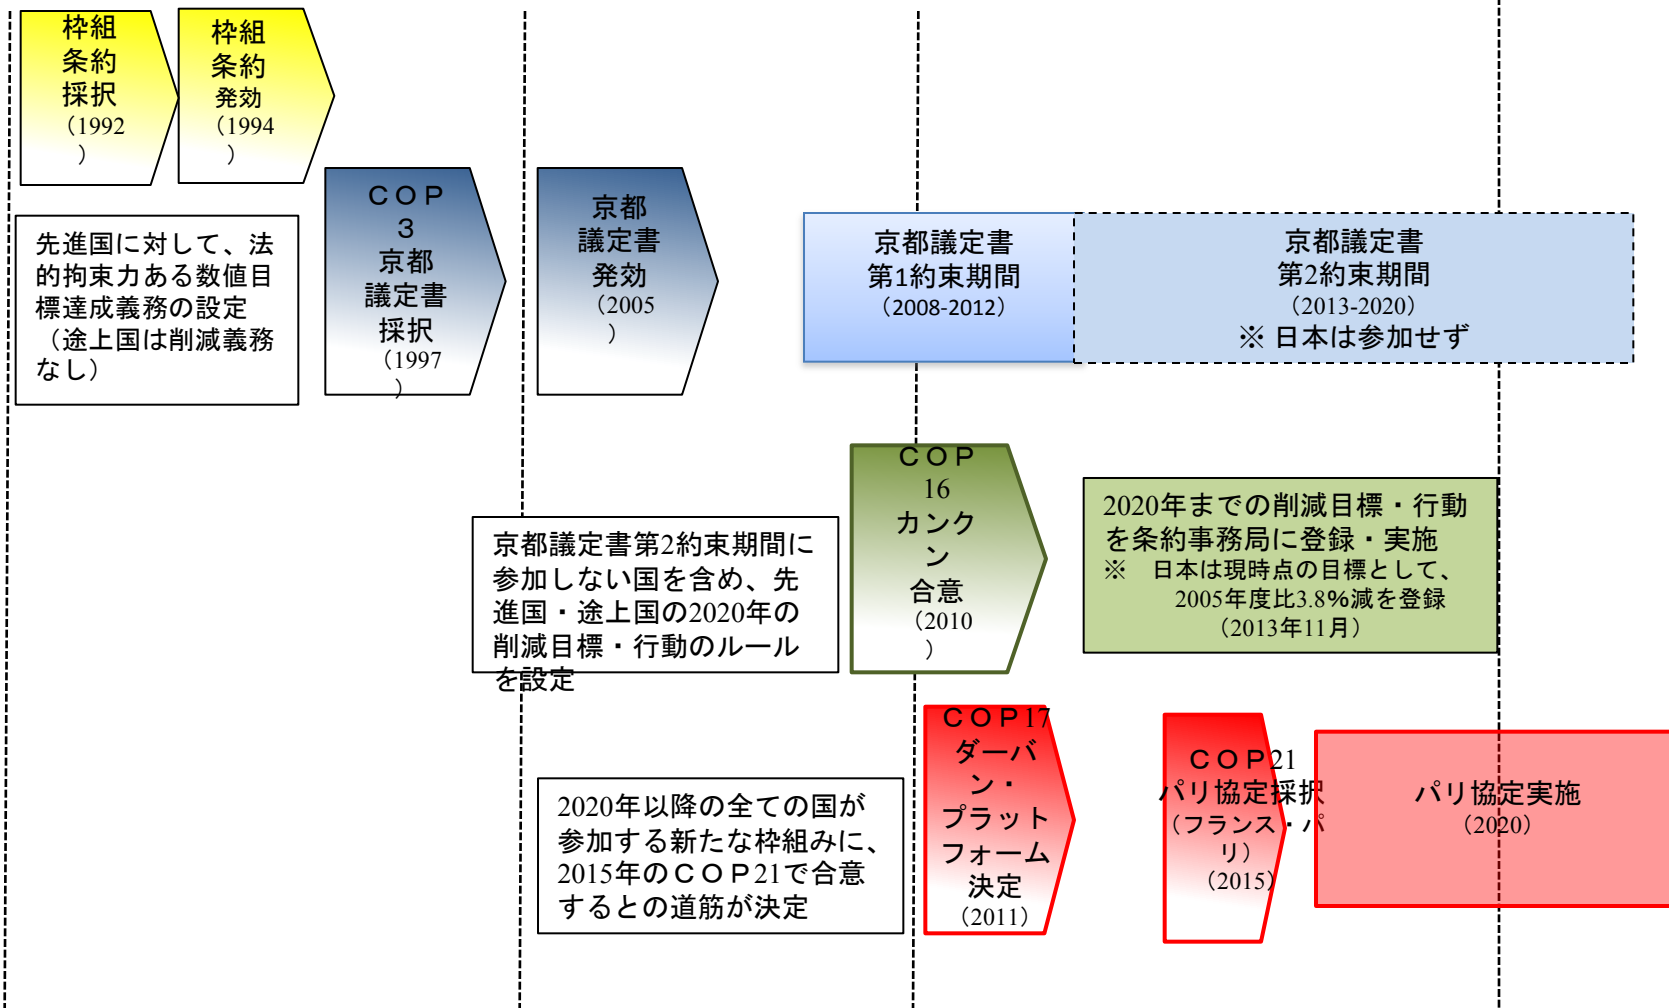 枠組
条約
採択
（1992
）
枠組
条約
発効
（1994
）
ＣＯＰ
３
京都
議定書
採択
（1997
）
京都
議定書
発効
（2005
）
先進国に対して、法
的拘束力ある数値目
標達成義務の設定
（途上国は削減義務
なし）
京都議定書
第1約束期間
（2008-2012）
京都議定書
第2約束期間
（2013-2020）
※ 日本は参加せず
ＣＯＰ
16
カンク
ン
合意
（2010
）
京都議定書第2約束期間に
参加しない国を含め、先
進国・途上国の2020年の
削減目標・行動のルール
を設定
2020年までの削減目標・行動
を条約事務局に登録・実施
※　日本は現時点の目標として、
2005年度比3.8％減を登録
（2013年11月）
ＣＯＰ17
ダーバ
ン・
プラット
フォーム
決定
（2011）
2020年以降の全ての国が
参加する新たな枠組みに、
2015年のＣＯＰ21で合意
するとの道筋が決定
ＣＯＰ21
パリ協定採択
（フランス・パ
リ）
（2015）
パリ協定実施
（2020）